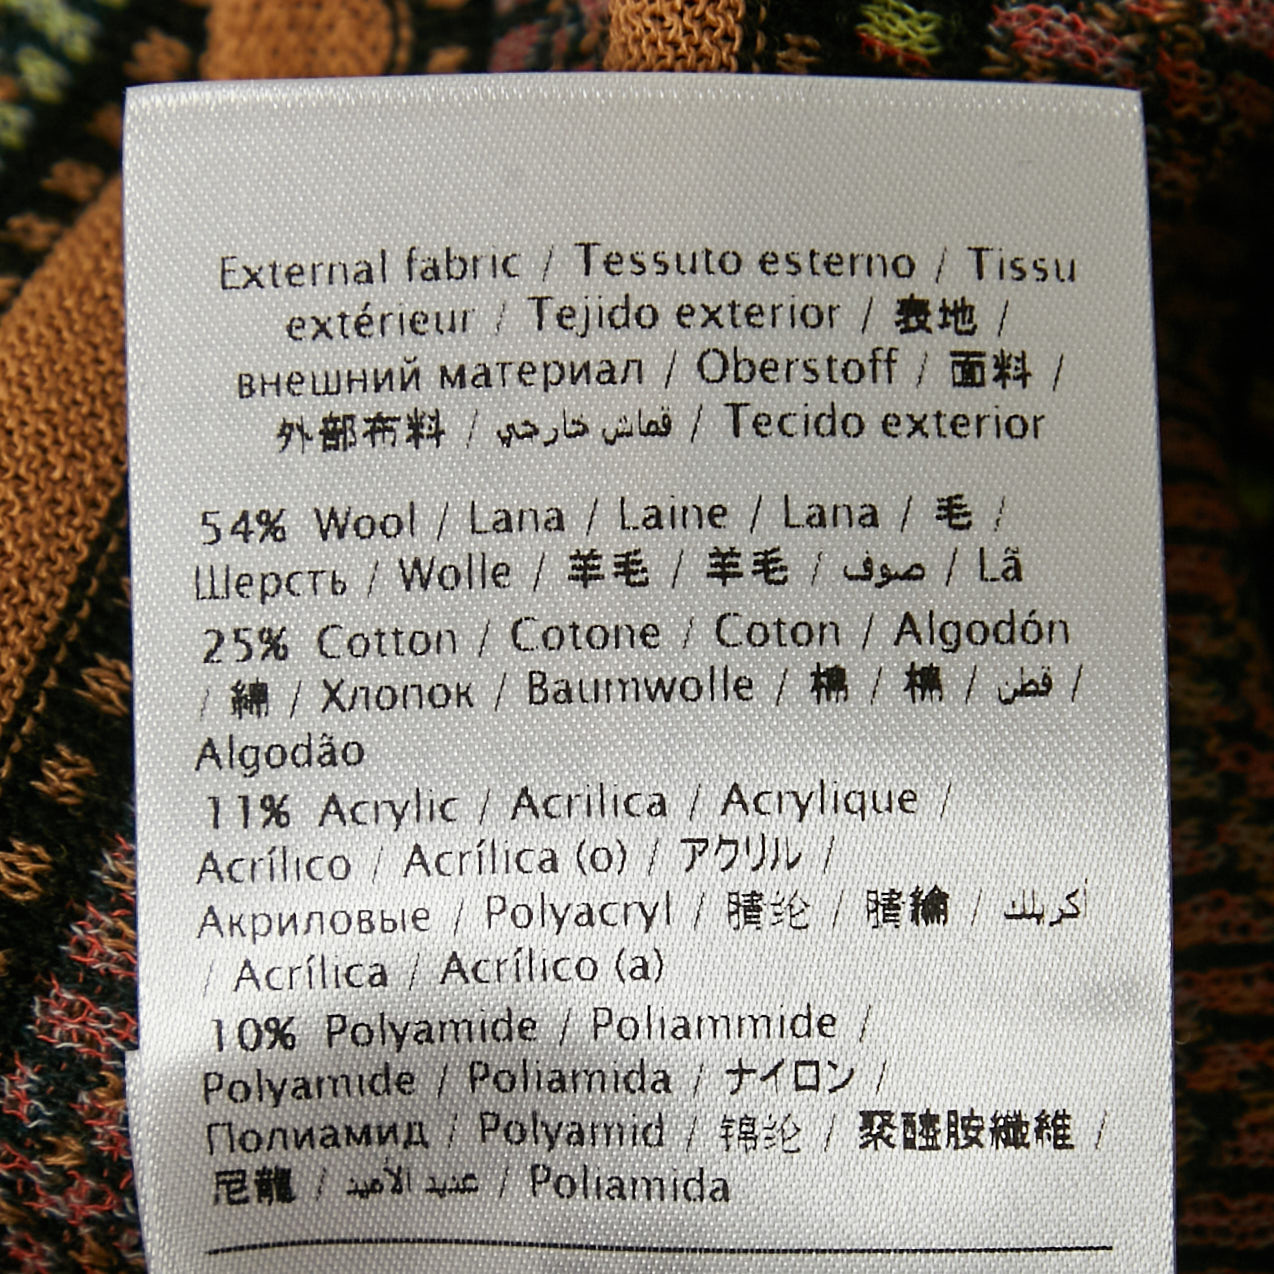 External fabric / Tessuto esterno / Tissu
extérieur / Tejido exterior / 表地 /
внешний материал / Oberstoff / 面料 /
外部布料 / قماش خارجي / Tecido exterior
54% Wool / Lana / Laine / Lana / 毛 /
Шерсть / Wolle / 羊毛 / 羊毛 / صوف / Lã
25% Cotton / Cotone / Coton / Algodón
/ 綿 / Хлопок / Baumwolle / 棉 / 棉 / قطن /
Algodão
11% Acrylic / Acrilica / Acrylique /
Acrílico / Acrílica (o) / アクリル /
Акриловые / Polyacryl / 腈纶 / 腈綸 / أكريلك
/ Acrílica / Acrílico (a)
10% Polyamide / Poliammide /
Polyamide / Poliamida / ナイロン /
Полиамид / Polyamid / 锦纶 / 聚醯胺纖維 /
尼龍 / عديد الأميد / Poliamida